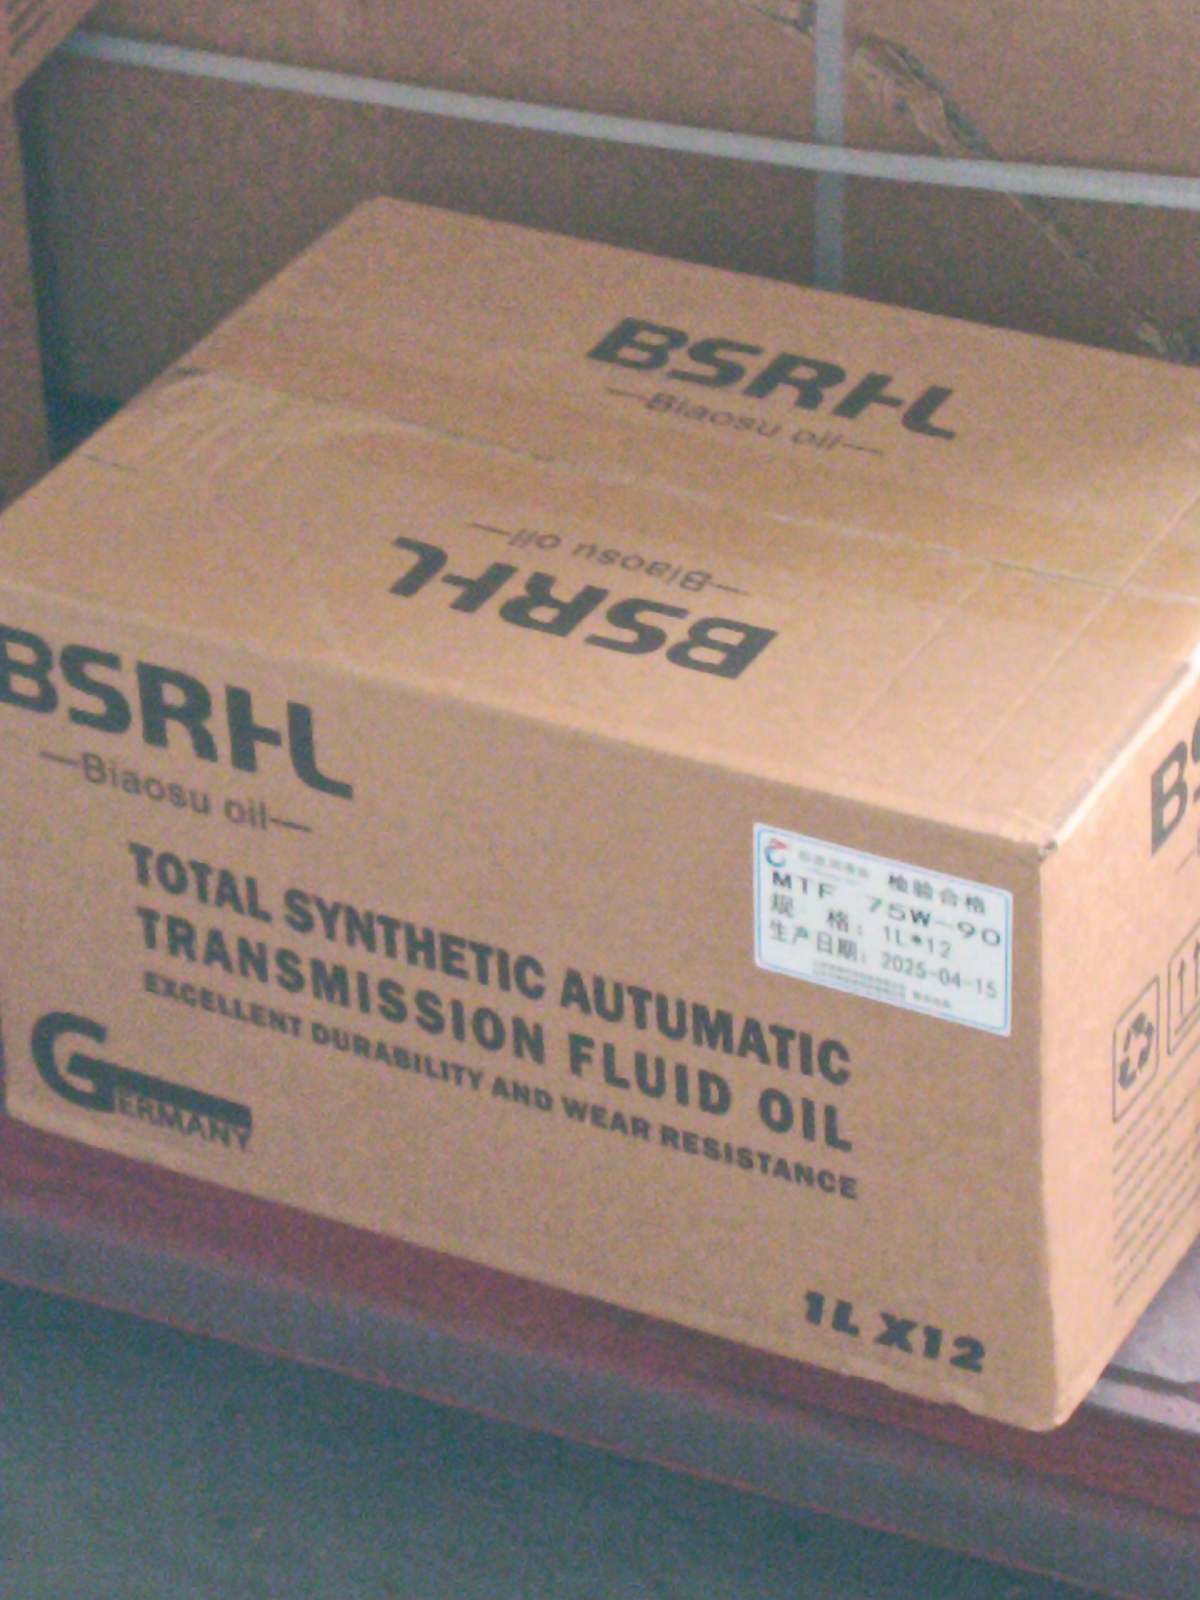 BSRHL
—Biaosu oil—
BSRHL
—Biaosu oil—
BSRHL
—Biaosu oil—
TOTAL SYNTHETIC AUTUMATIC
TRANSMISSION FLUID OIL
EXCELLENT DURABILITY AND WEAR RESISTANCE
GERMANY
1L X12
检验合格
MTF 75W-90
规 格: 1L*12
生产日期: 2025-04-15
BS